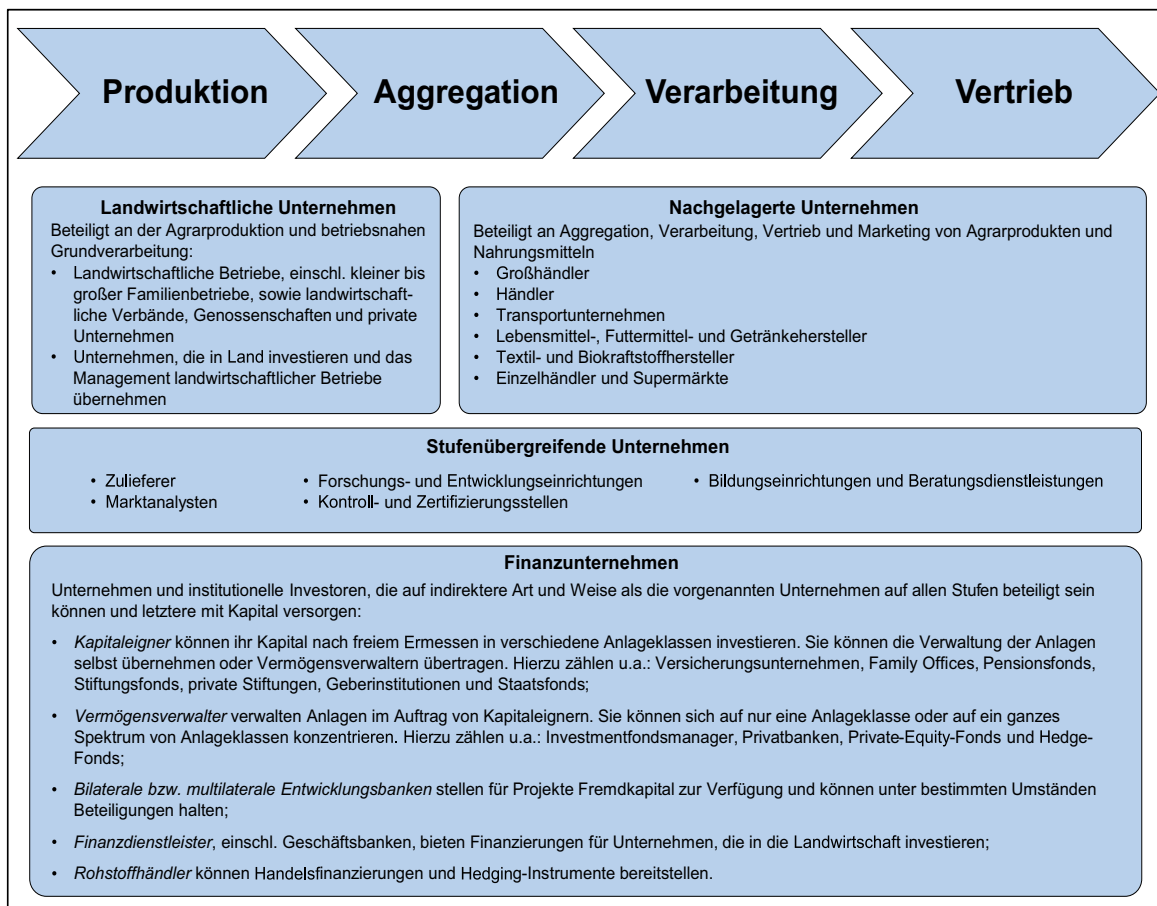 Produktion
Aggregation
Verarbeitung
Vertrieb
Landwirtschaftliche Unternehmen
Beteiligt an der Agrarproduktion und betriebsnahen
Grundverarbeitung:
• Landwirtschaftliche Betriebe, einschl. kleiner bis
großer Familienbetriebe, sowie landwirtschaft-
liche Verbände, Genossenschaften und private
Unternehmen
• Unternehmen, die in Land investieren und das
Management landwirtschaftlicher Betriebe
übernehmen
Nachgelagerte Unternehmen
Beteiligt an Aggregation, Verarbeitung, Vertrieb und Marketing von Agrarprodukten und
Nahrungsmitteln
• Großhändler
• Händler
• Transportunternehmen
• Lebensmittel-, Futtermittel- und Getränkehersteller
• Textil- und Biokraftstoffhersteller
• Einzelhändler und Supermärkte
Stufenübergreifende Unternehmen
• Zulieferer
• Marktanalysten
• Forschungs- und Entwicklungseinrichtungen
• Kontroll- und Zertifizierungsstellen
• Bildungseinrichtungen und Beratungsdienstleistungen
Finanzunternehmen
Unternehmen und institutionelle Investoren, die auf indirektere Art und Weise als die vorgenannten Unternehmen auf allen Stufen beteiligt sein
können und letztere mit Kapital versorgen:
• Kapitaleigner können ihr Kapital nach freiem Ermessen in verschiedene Anlageklassen investieren. Sie können die Verwaltung der Anlagen
selbst übernehmen oder Vermögensverwaltern übertragen. Hierzu zählen u.a.: Versicherungsunternehmen, Family Offices, Pensionsfonds,
Stiftungsfonds, private Stiftungen, Geberinstitutionen und Staatsfonds;
• Vermögensverwalter verwalten Anlagen im Auftrag von Kapitaleignern. Sie können sich auf nur eine Anlageklasse oder auf ein ganzes
Spektrum von Anlageklassen konzentrieren. Hierzu zählen u.a.: Investmentfondsmanager, Privatbanken, Private-Equity-Fonds und Hedge-
Fonds;
• Bilaterale bzw. multilaterale Entwicklungsbanken stellen für Projekte Fremdkapital zur Verfügung und können unter bestimmten Umständen
Beteiligungen halten;
• Finanzdienstleister, einschl. Geschäftsbanken, bieten Finanzierungen für Unternehmen, die in die Landwirtschaft investieren;
• Rohstoffhändler können Handelsfinanzierungen und Hedging-Instrumente bereitstellen.